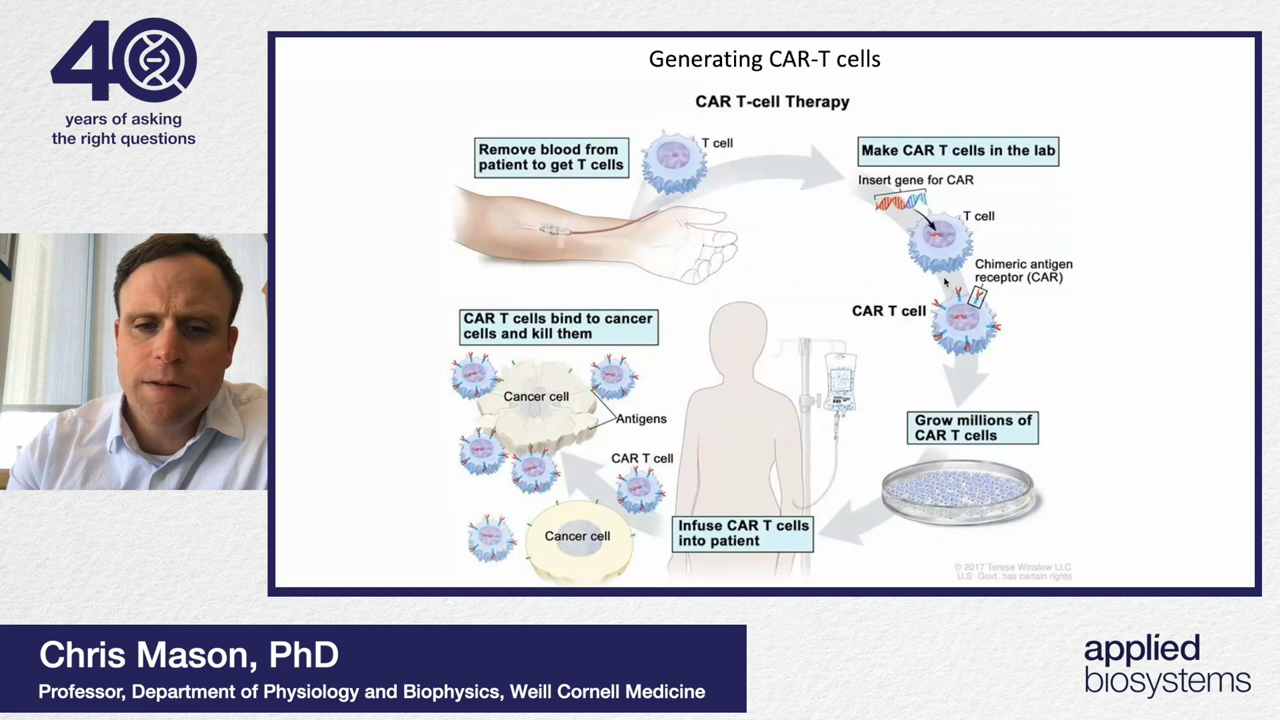 40
years of asking
the right questions
Generating CAR-T cells
CAR T-cell Therapy
Remove blood from
patient to get T cells
T cell
Make CAR T cells in the lab
Insert gene for CAR
T cell
Chimeric antigen
receptor (CAR)
CAR T cell
Grow millions of
CAR T cells
Infuse CAR T cells
into patient
CAR T cells bind to cancer
cells and kill them
Cancer cell
Antigens
CAR T cell
Cancer cell
© 2017 Terese Winslow LLC
U.S. Govt. has certain rights
Chris Mason, PhD
Professor, Department of Physiology and Biophysics, Weill Cornell Medicine
applied
biosystems